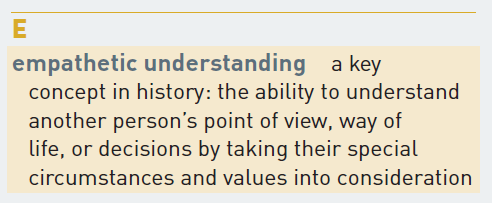 E
empathetic understanding a key
concept in history: the ability to understand
another person’s point of view, way of
life, or decisions by taking their special
circumstances and values into consideration